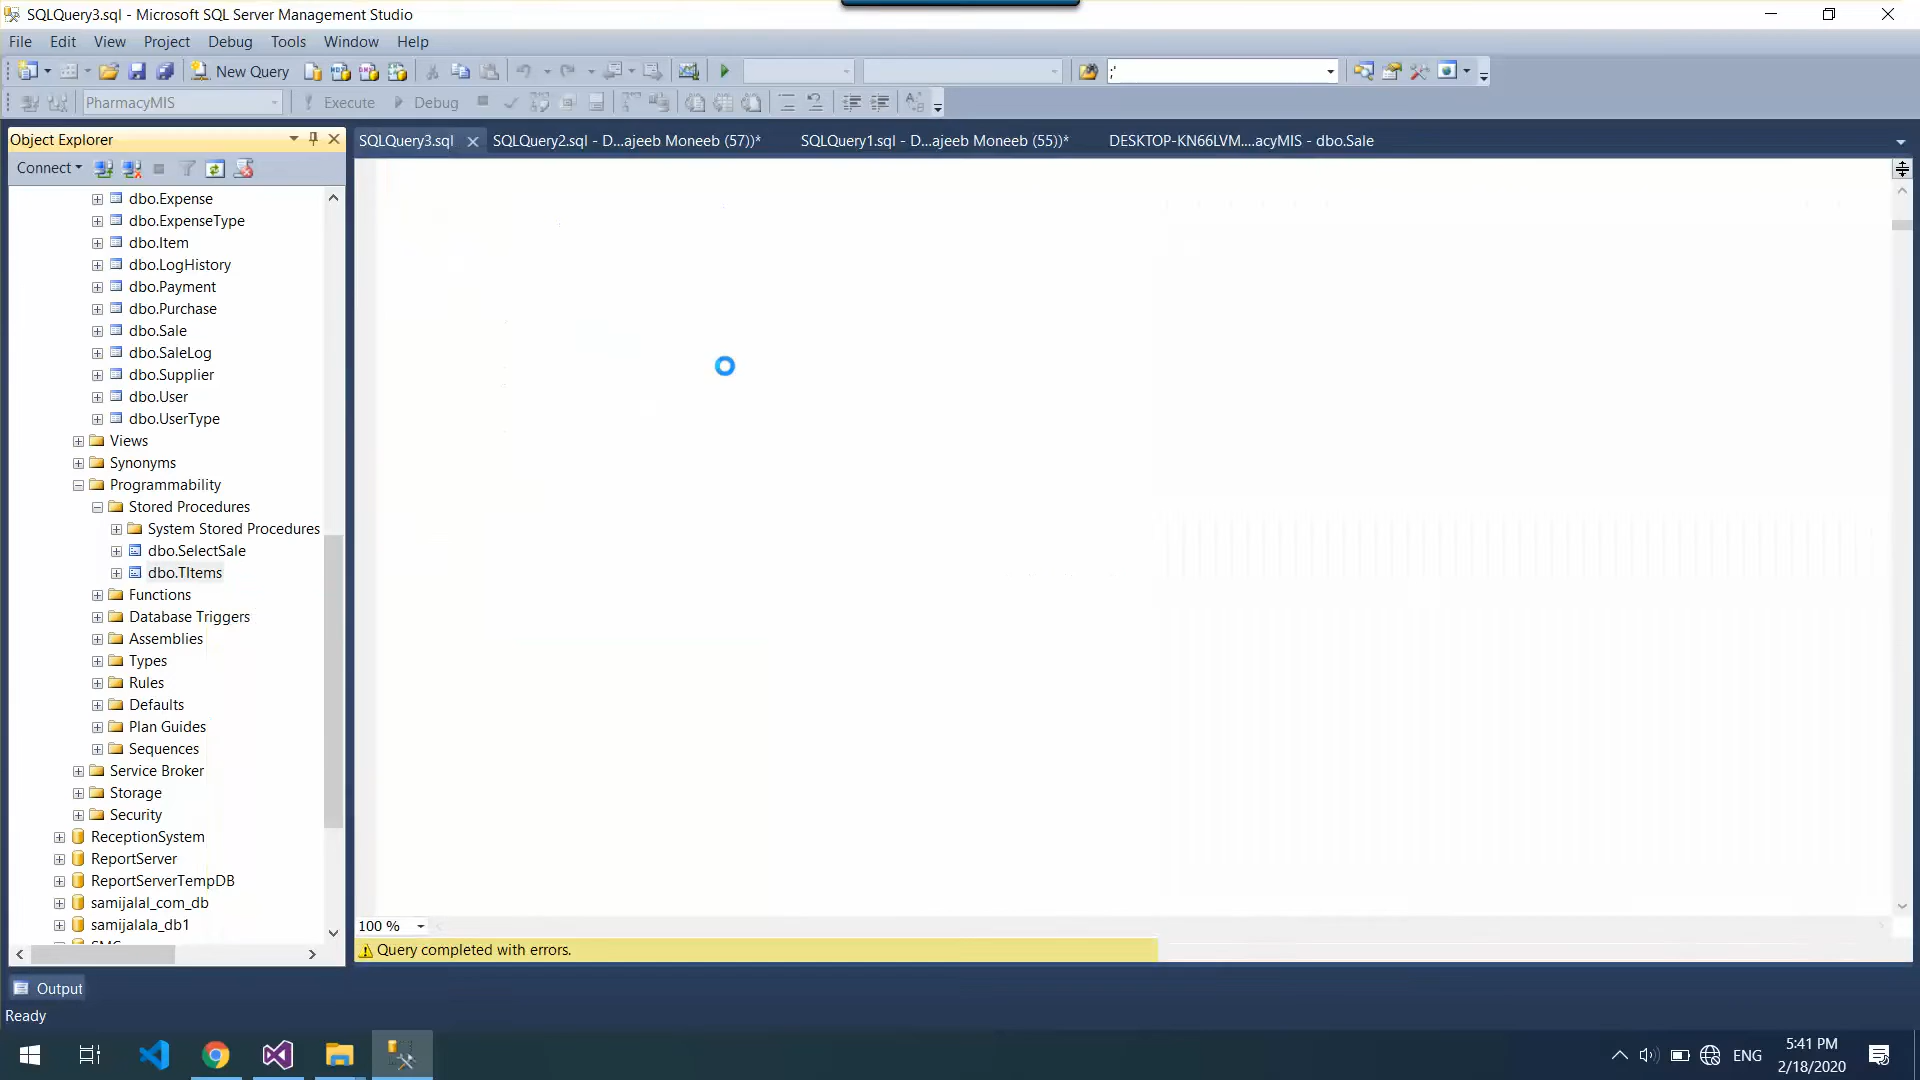 SQLQuery3.sql - Microsoft SQL Server Management Studio
File Edit View Project Debug Tools Window Help
New Query ;'
PharmacyMIS Execute Debug
Object Explorer
SQLQuery3.sql SQLQuery2.sql - D...ajeeb Moneeb (57))* SQLQuery1.sql - D...ajeeb Moneeb (55))* DESKTOP-KN66LVM....acyMIS - dbo.Sale
Connect
dbo.Expense
dbo.ExpenseType
dbo.Item
dbo.LogHistory
dbo.Payment
dbo.Purchase
dbo.Sale
dbo.SaleLog
dbo.Supplier
dbo.User
dbo.UserType
Views
Synonyms
Programmability
Stored Procedures
System Stored Procedures
dbo.SelectSale
dbo.TItems
Functions
Database Triggers
Assemblies
Types
Rules
Defaults
Plan Guides
Sequences
Service Broker
Storage
Security
ReceptionSystem
ReportServer
ReportServerTempDB
samijalal_com_db
samijalala_db1
100 %
Query completed with errors.
Output
Ready
ENG
5:41 PM
2/18/2020